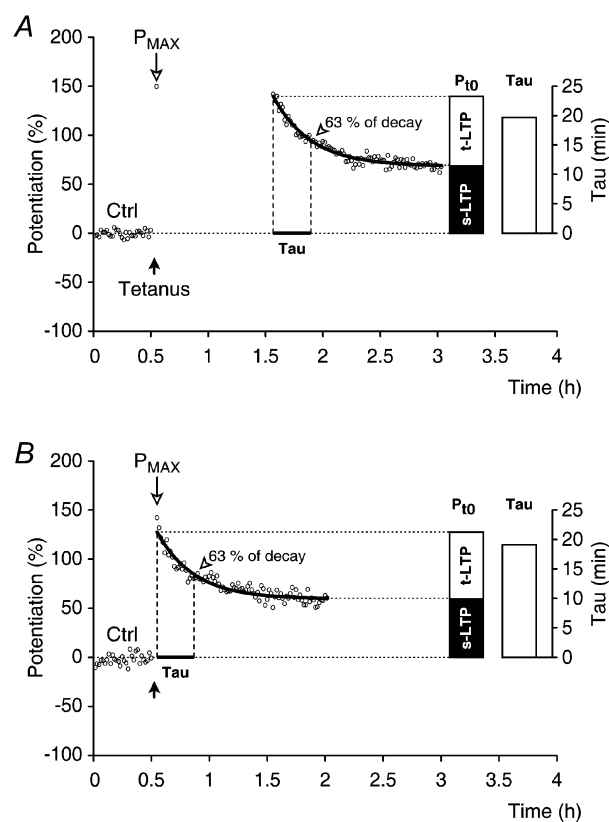 A
200
150
100
50
0
-50
-100
Potentiation (%)
P_MAX
Ctrl
Tetanus
63 % of decay
Tau
P_t0
Tau
t-LTP
s-LTP
25
20
15
10
5
0
Tau (min)
0 0.5 1 1.5 2 2.5 3 3.5 4
Time (h)
B
200
150
100
50
0
-50
-100
Potentiation (%)
P_MAX
Ctrl
63 % of decay
Tau
P_t0
Tau
t-LTP
s-LTP
25
20
15
10
5
0
Tau (min)
0 0.5 1 1.5 2 2.5 3 3.5 4
Time (h)